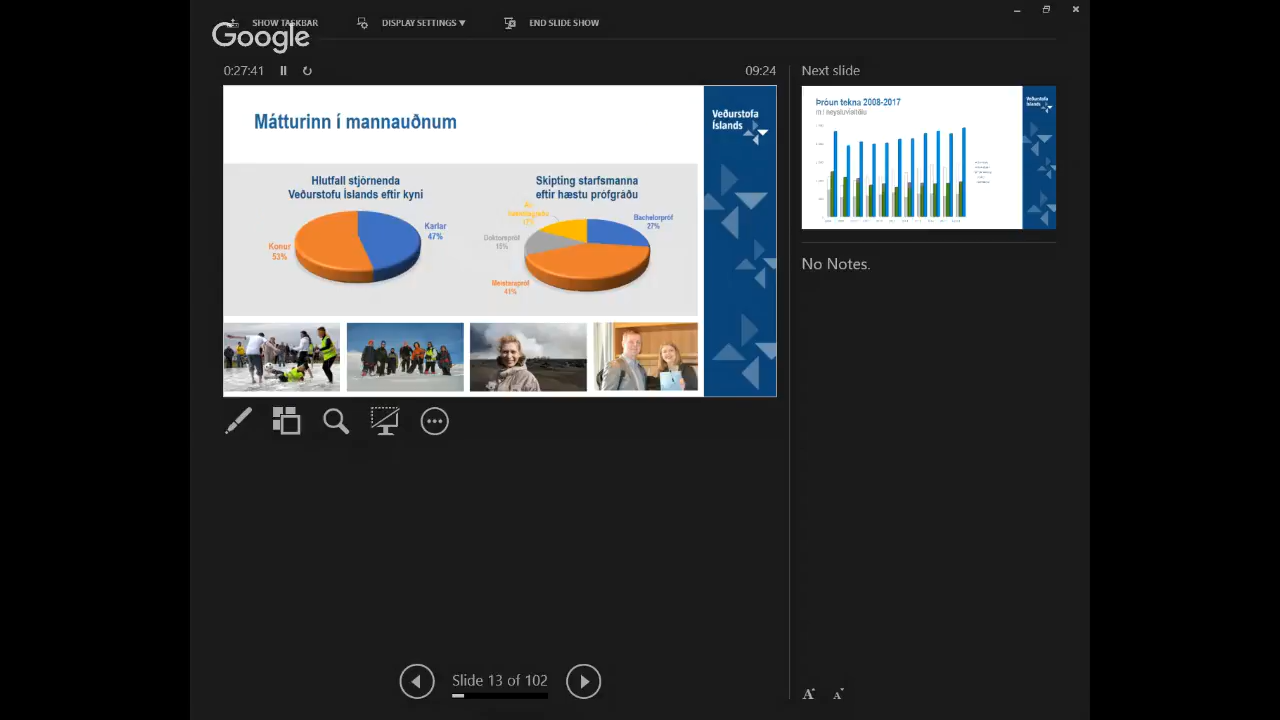 SHOW TASKBAR
DISPLAY SETTINGS
END SLIDE SHOW
Google
0:27:41
09:24
Next slide
Mátturinn í mannauðnum
Veðurstofa
Íslands
Hlutfall stjórnenda
Veðurstofu Íslands eftir kyni
Karlar
47%
Konur
53%
Skipting starfsmanna
eftir hæstu prófgráðu
Bachelorpróf
27%
Doktorspróf
Meistarapróf
41%
Þróun tekna 2008-2017
Veðurstofa
Íslands
No Notes.
Slide 13 of 102
A
A